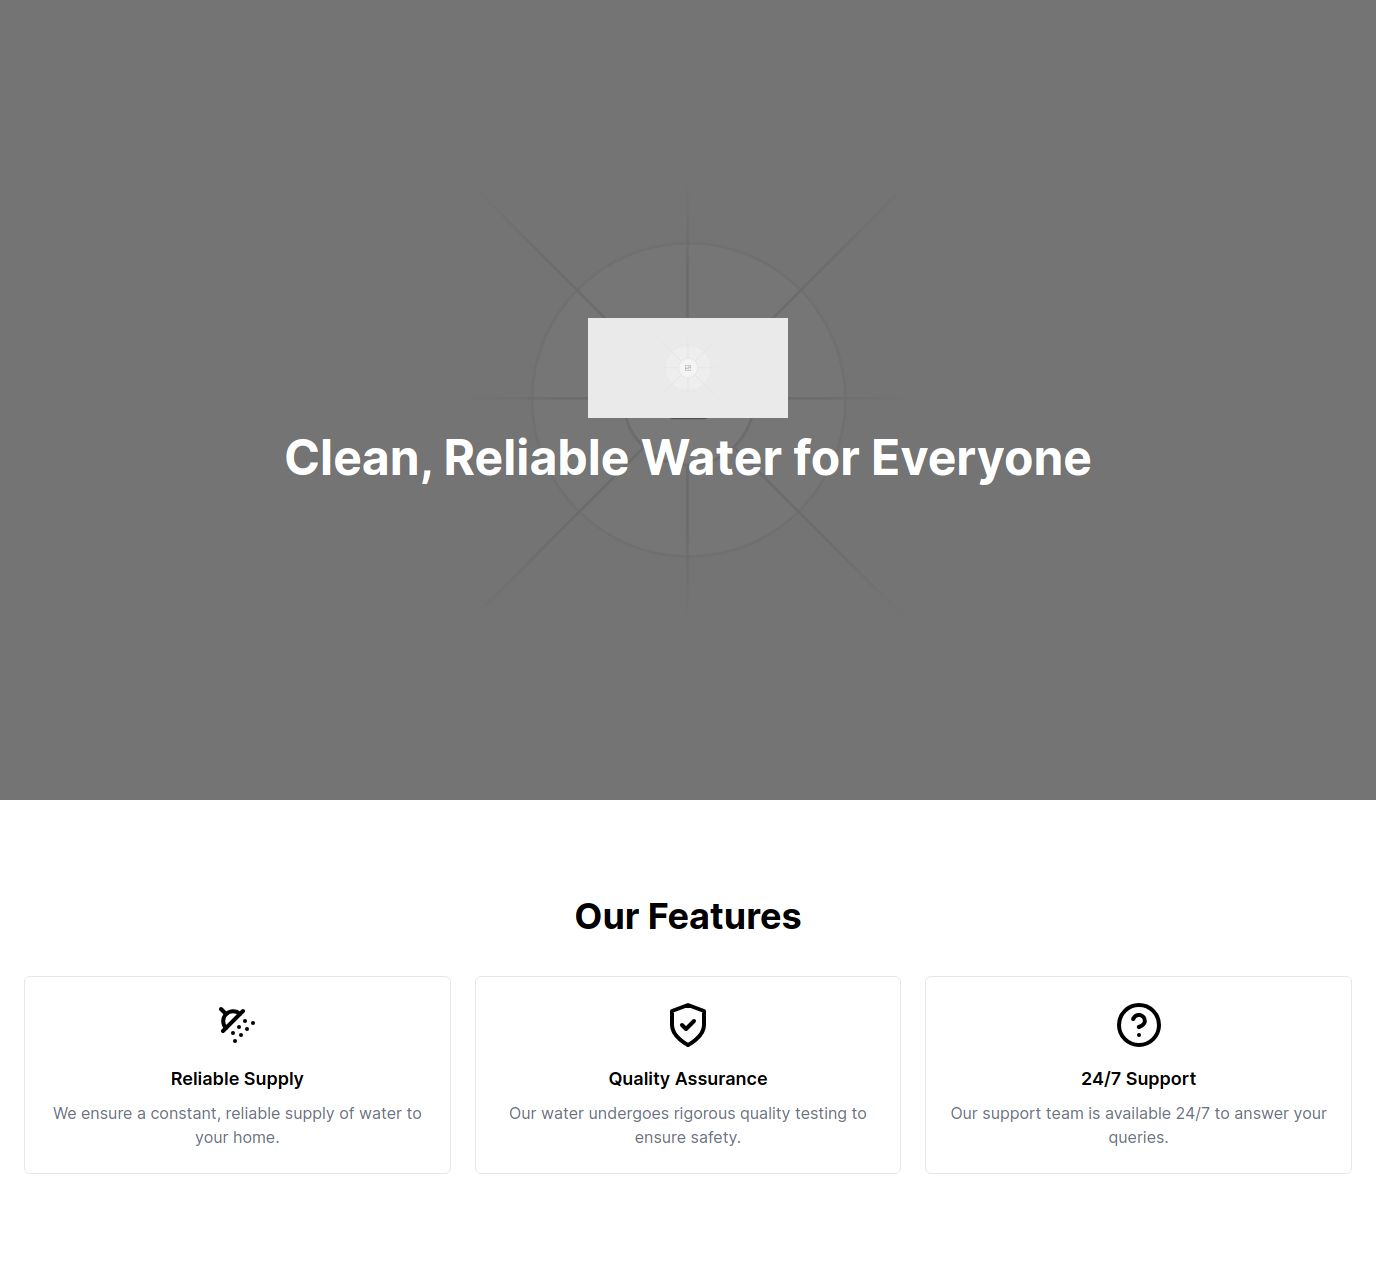 Clean, Reliable Water for Everyone
Our Features
Reliable Supply
We ensure a constant, reliable supply of water to
your home.
Quality Assurance
Our water undergoes rigorous quality testing to
ensure safety.
24/7 Support
Our support team is available 24/7 to answer your
queries.